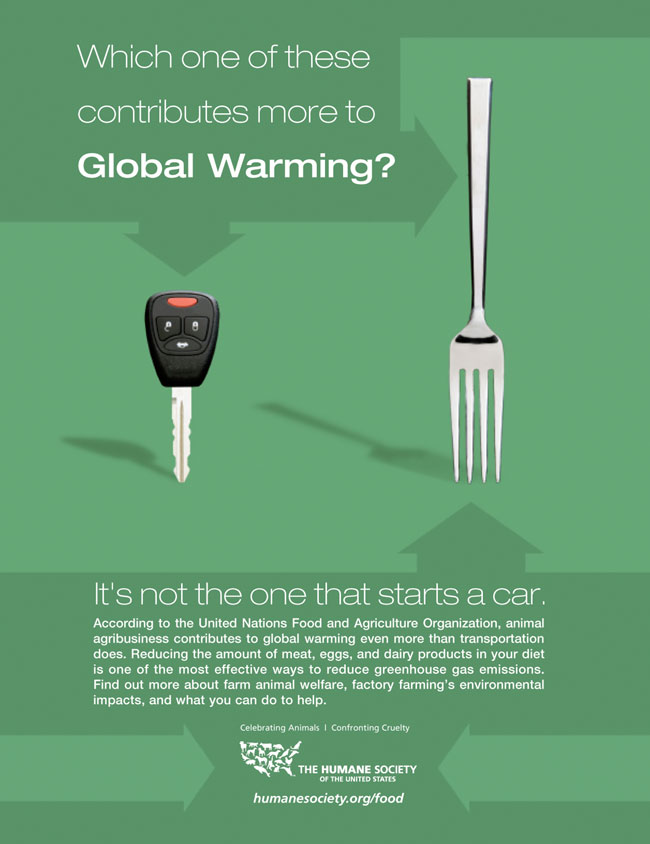 Which one of these
contributes more to
Global Warming?
It's not the one that starts a car.
According to the United Nations Food and Agriculture Organization, animal
agribusiness contributes to global warming even more than transportation
does. Reducing the amount of meat, eggs, and dairy products in your diet
is one of the most effective ways to reduce greenhouse gas emissions.
Find out more about farm animal welfare, factory farming's environmental
impacts, and what you can do to help.
Celebrating Animals | Confronting Cruelty
THE HUMANE SOCIETY
OF THE UNITED STATES
humanesociety.org/food